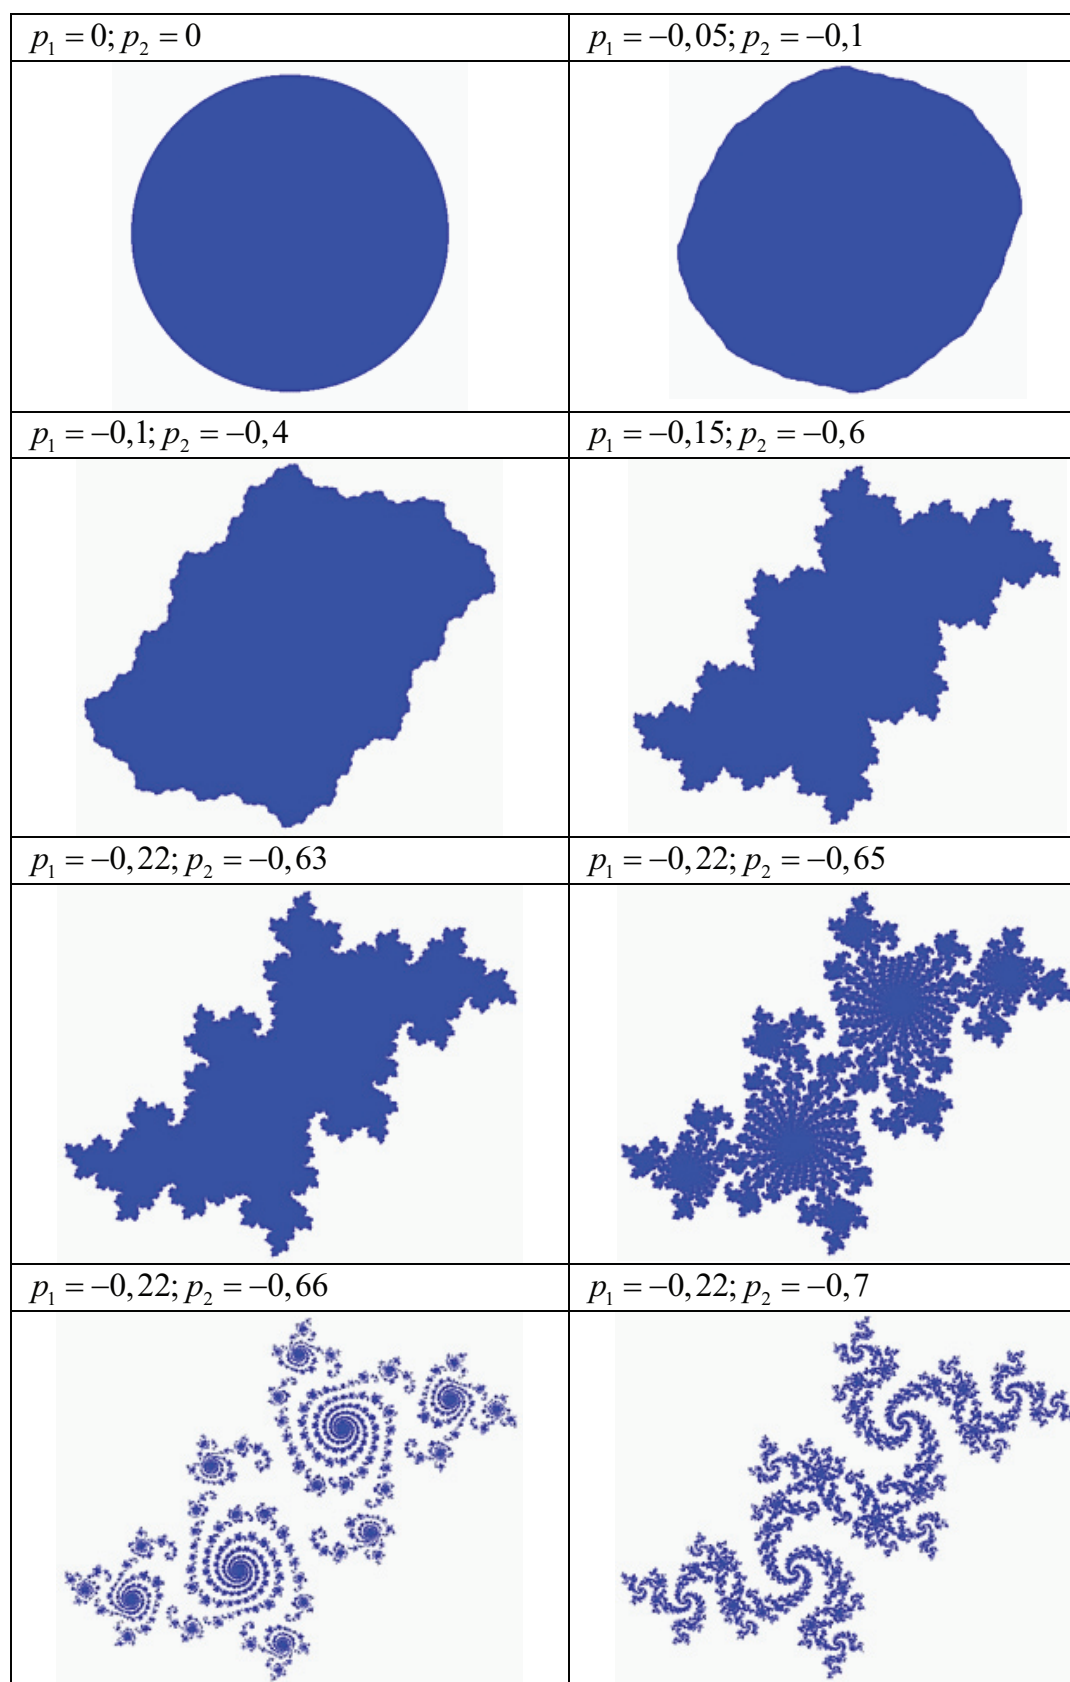 p₁ = 0; p₂ = 0
p₁ = −0, 05; p₂ = −0,1
p₁ = −0,1; p₂ = −0, 4
p₁ = −0,15; p₂ = −0, 6
p₁ = −0, 22; p₂ = −0, 63
p₁ = −0, 22; p₂ = −0, 65
p₁ = −0, 22; p₂ = −0, 66
p₁ = −0, 22; p₂ = −0, 7